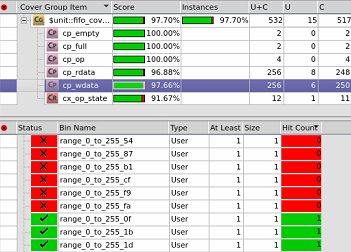 Cover Group Item Score Instances U+C U C
$unit::fifo_cov... 97.70% 97.70% 532 15 517
cp_empty 100.00% 2 0 2
cp_full 100.00% 2 0 2
cp_op 100.00% 4 0 4
cp_rdata 96.88% 256 8 248
cp_wdata 97.66% 256 6 250
cx_op_state 91.67% 12 1 11
Status Bin Name Type At Least Size Hit Count
range_0_to_255_54 User 1 1 0
range_0_to_255_87 User 1 1 0
range_0_to_255_b1 User 1 1 0
range_0_to_255_cf User 1 1 0
range_0_to_255_f9 User 1 1 0
range_0_to_255_fa User 1 1 0
range_0_to_255_0f User 1 1 1
range_0_to_255_1b User 1 1 1
range_0_to_255_1d User 1 1 1